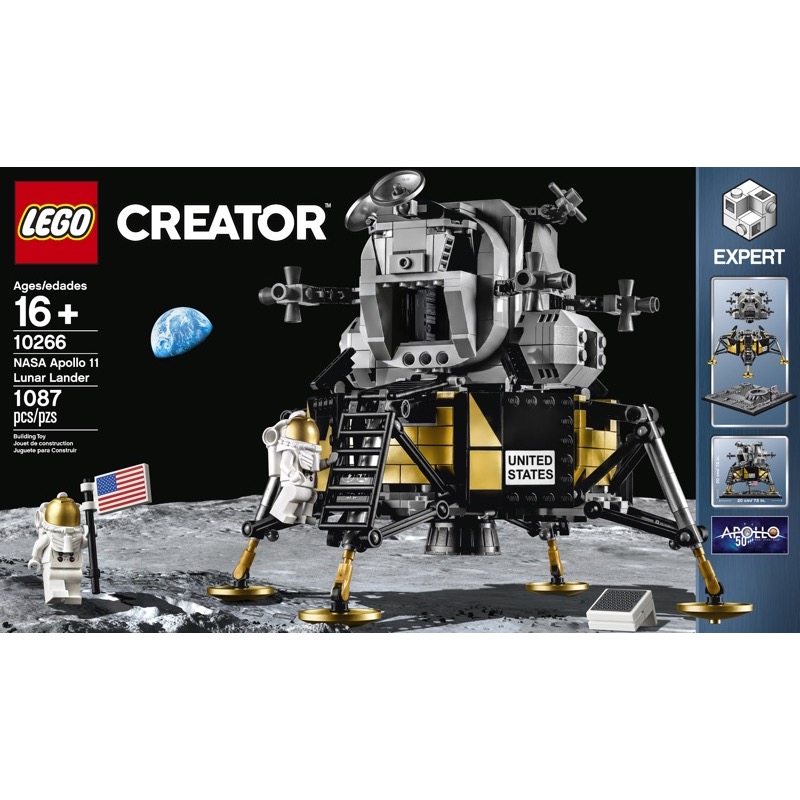 LEGO
CREATOR™
Ages/edades
16+
10266
NASA Apollo 11
Lunar Lander
1087
pcs/pzs
Building Toy
Jouet de construction
Juguete para Construir
UNITED
STATES
EXPERT
APOLLO
50